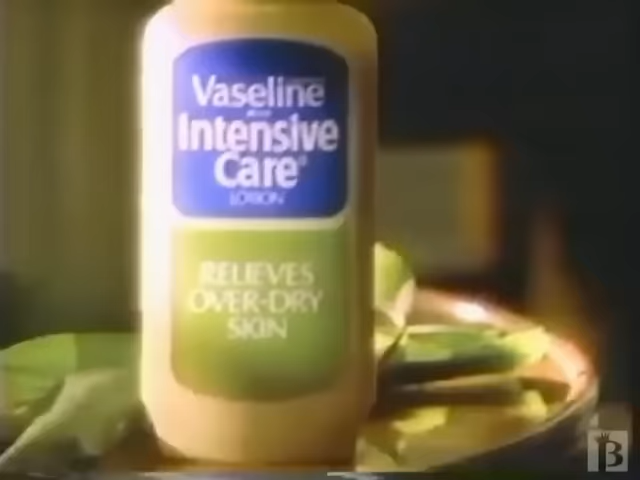 Vaseline
Intensive
Care®
LOTION
RELIEVES
OVER-DRY
SKIN
B